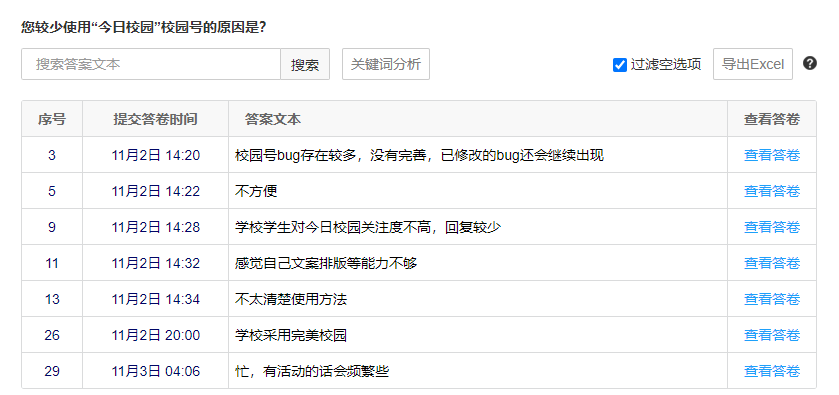 您较少使用“今日校园”校园号的原因是?
搜索答案文本 搜索 关键词分析 过滤空选项 导出Excel ?
序号 提交答卷时间 答案文本 查看答卷
3 11月2日 14:20 校园号bug存在较多，没有完善，已修改的bug还会继续出现 查看答卷
5 11月2日 14:22 不方便 查看答卷
9 11月2日 14:28 学校学生对今日校园关注度不高，回复较少 查看答卷
11 11月2日 14:32 感觉自己文案排版等能力不够 查看答卷
13 11月2日 14:34 不太清楚使用方法 查看答卷
26 11月2日 20:00 学校采用完美校园 查看答卷
29 11月3日 04:06 忙，有活动的话会频繁些 查看答卷